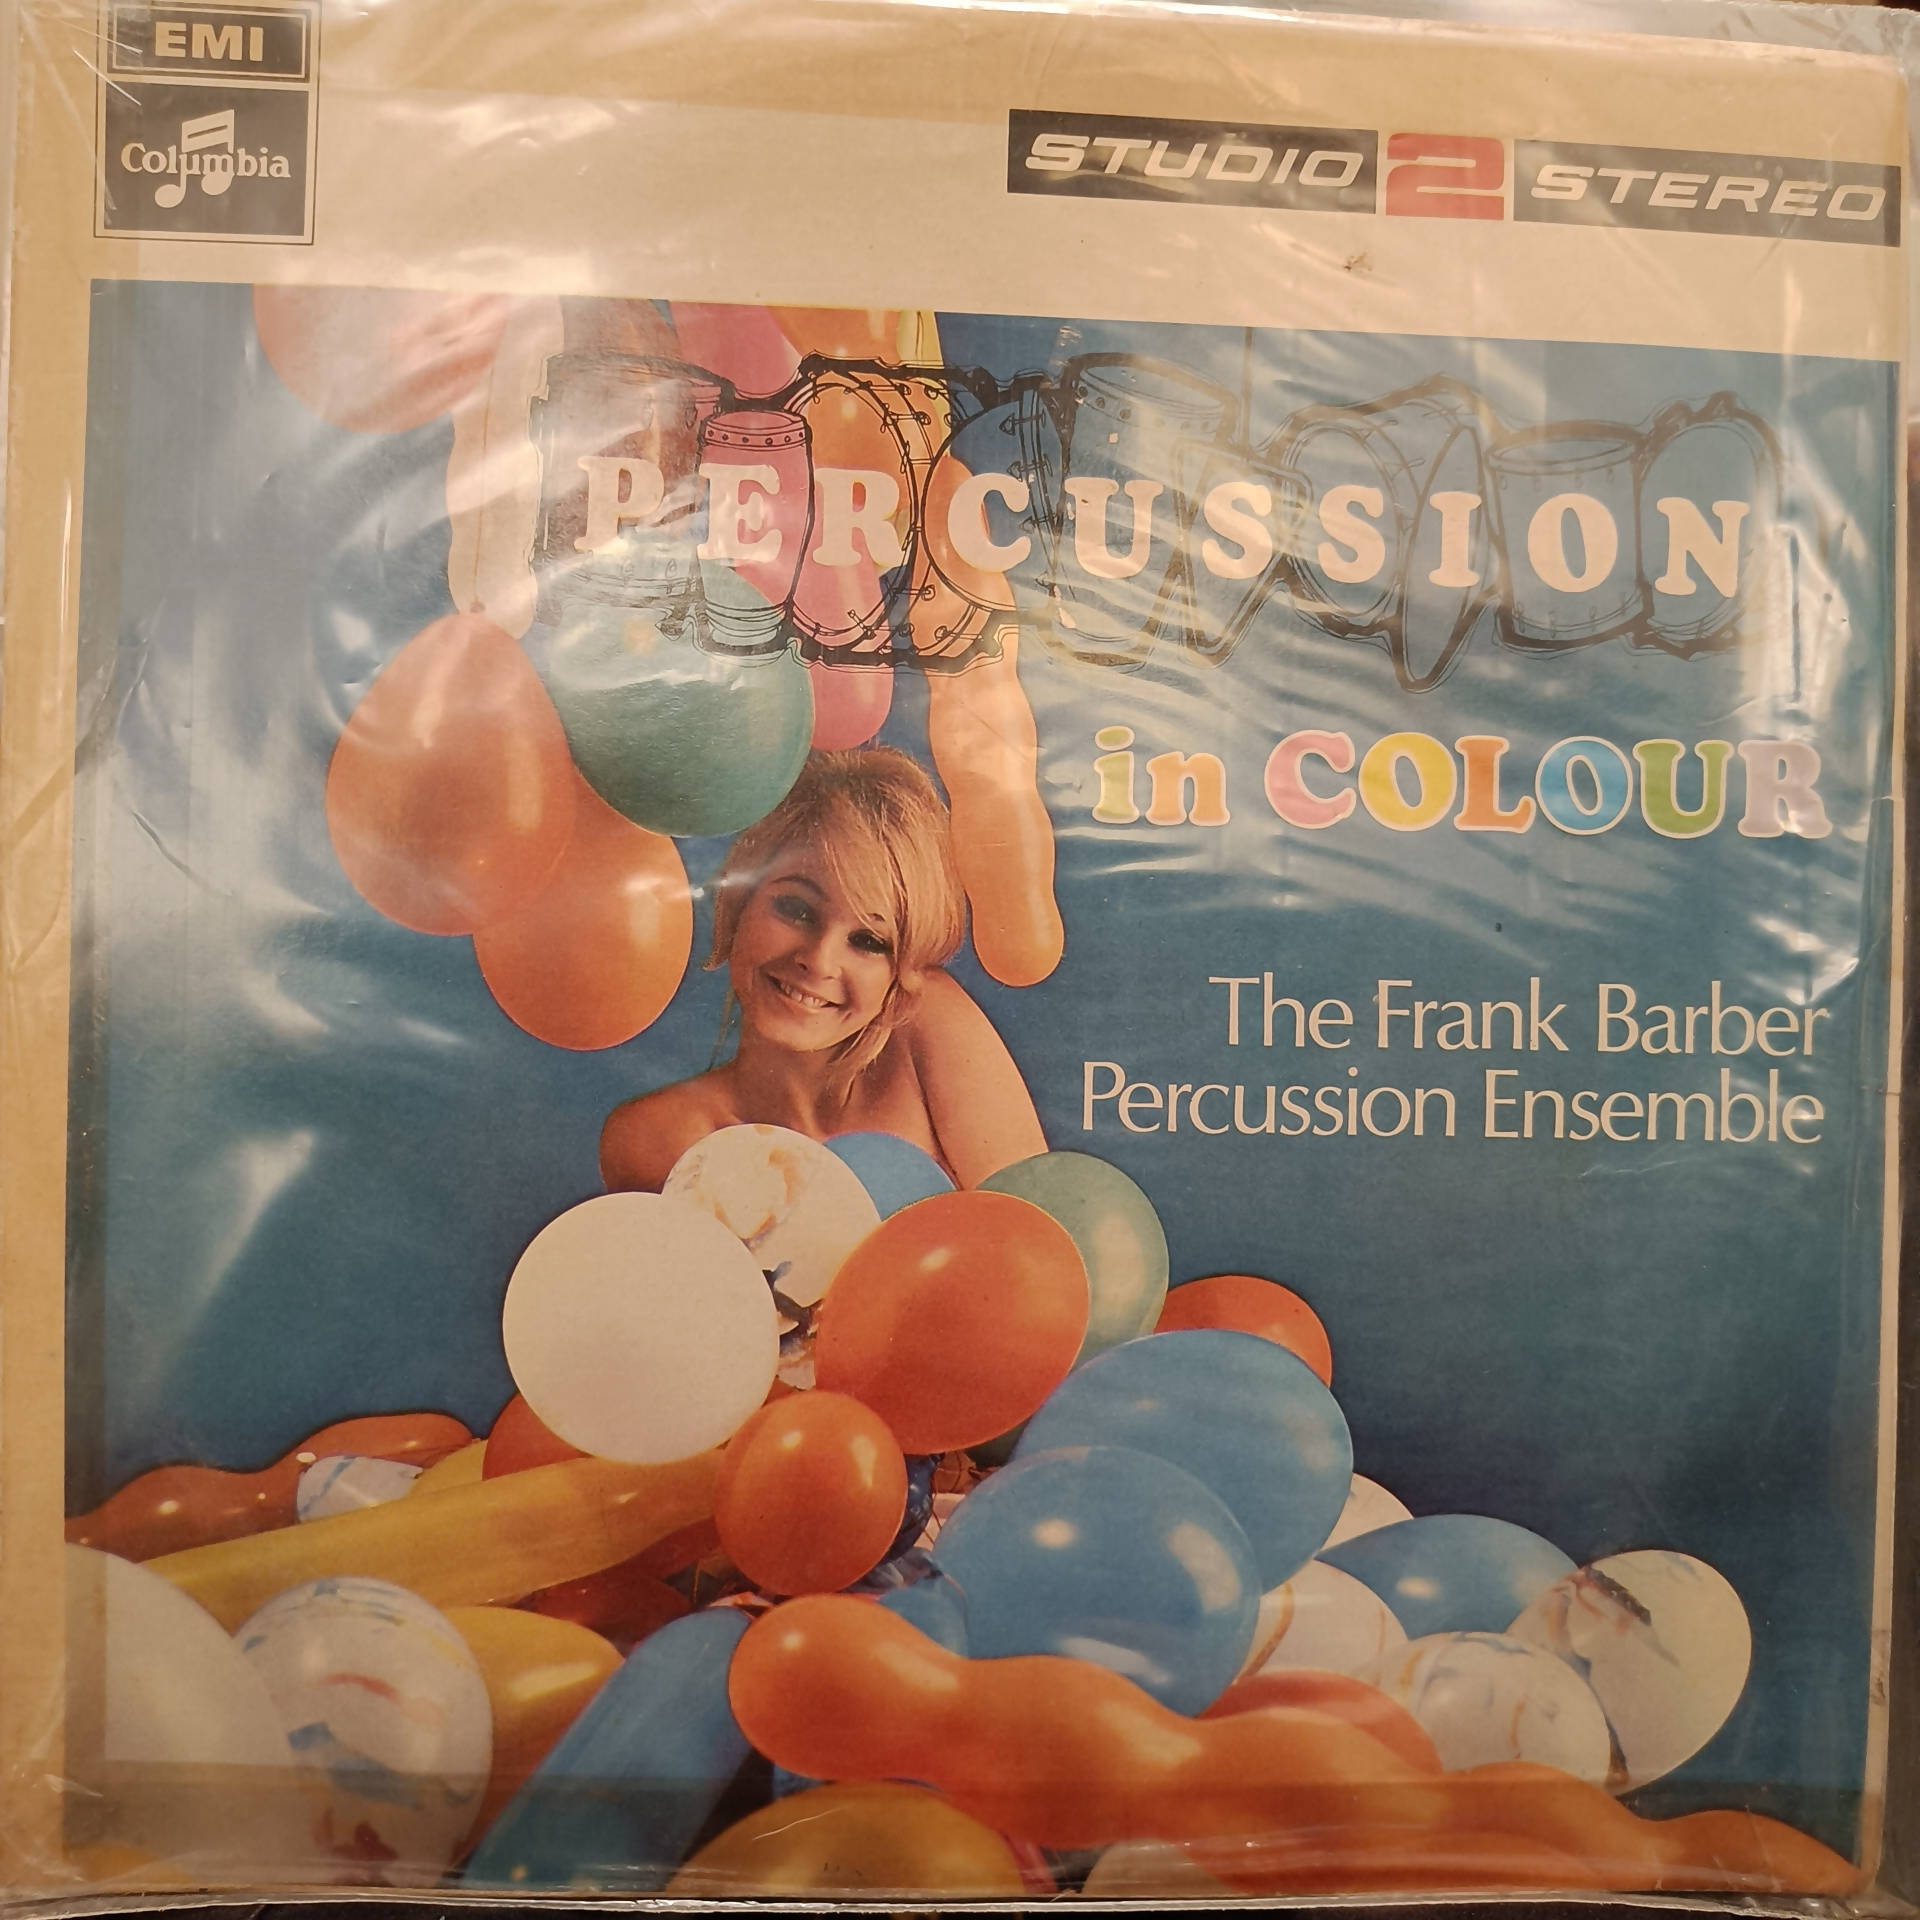 EMI
Columbia
STUDIO 2 STEREO
PERCUSSION
in COLOUR
The Frank Barber
Percussion Ensemble